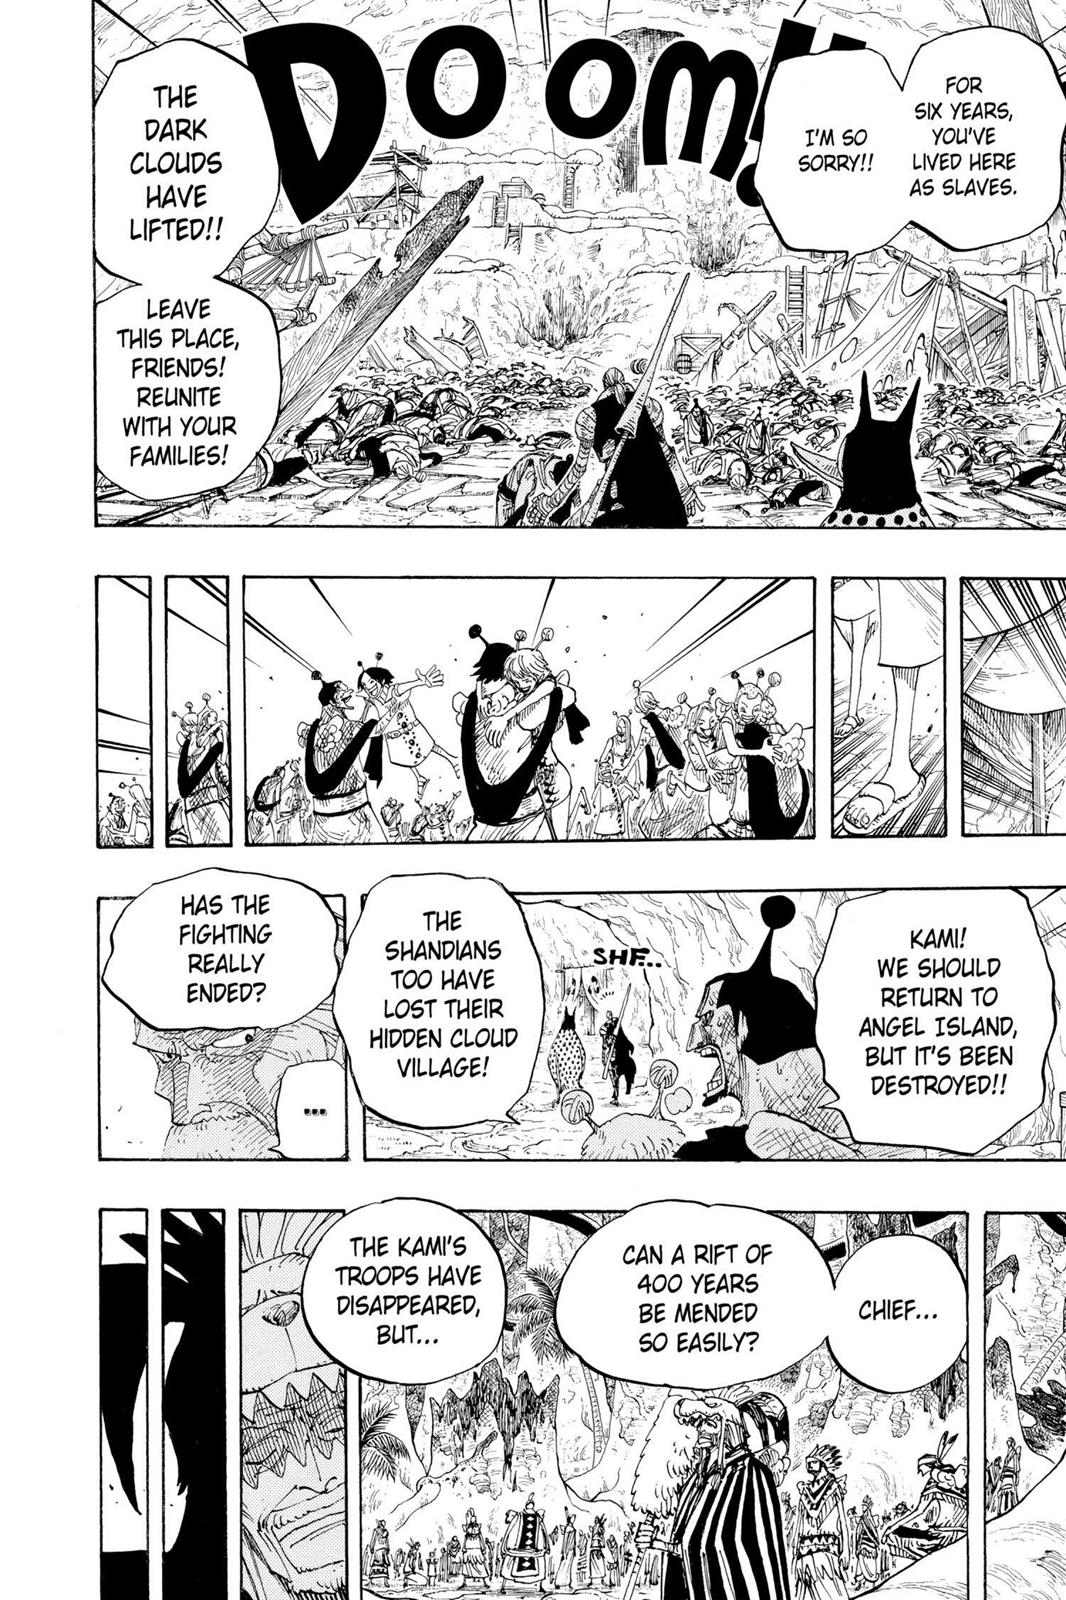 DOOM!!
FOR
SIX YEARS,
YOU'VE
LIVED HERE
AS SLAVES.
I'M SO
SORRY!!
THE
DARK
CLOUDS
HAVE
LIFTED!!
LEAVE
THIS PLACE,
FRIENDS!
REUNITE
WITH YOUR
FAMILIES!
KAMI!
WE SHOULD
RETURN TO
ANGEL ISLAND,
BUT IT'S BEEN
DESTROYED!!
SHF...
THE
SHANDIANS
TOO HAVE
LOST THEIR
HIDDEN CLOUD
VILLAGE!
HAS THE
FIGHTING
REALLY
ENDED?
...
CHIEF...
CAN A RIFT OF
400 YEARS
BE MENDED
SO EASILY?
THE KAMI'S
TROOPS HAVE
DISAPPEARED,
BUT...